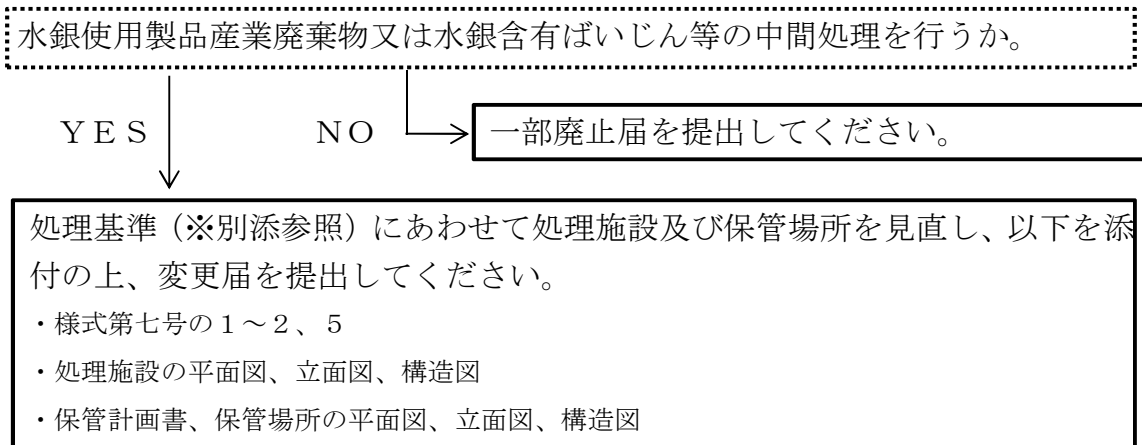 水銀使用製品産業廃棄物又は水銀含有ばいじん等の中間処理を行うか。
ＹＥＳ
ＮＯ
一部廃止届を提出してください。
処理基準（※別添参照）にあわせて処理施設及び保管場所を見直し、以下を添
付の上、変更届を提出してください。
・様式第七号の１～２、５
・処理施設の平面図、立面図、構造図
・保管計画書、保管場所の平面図、立面図、構造図